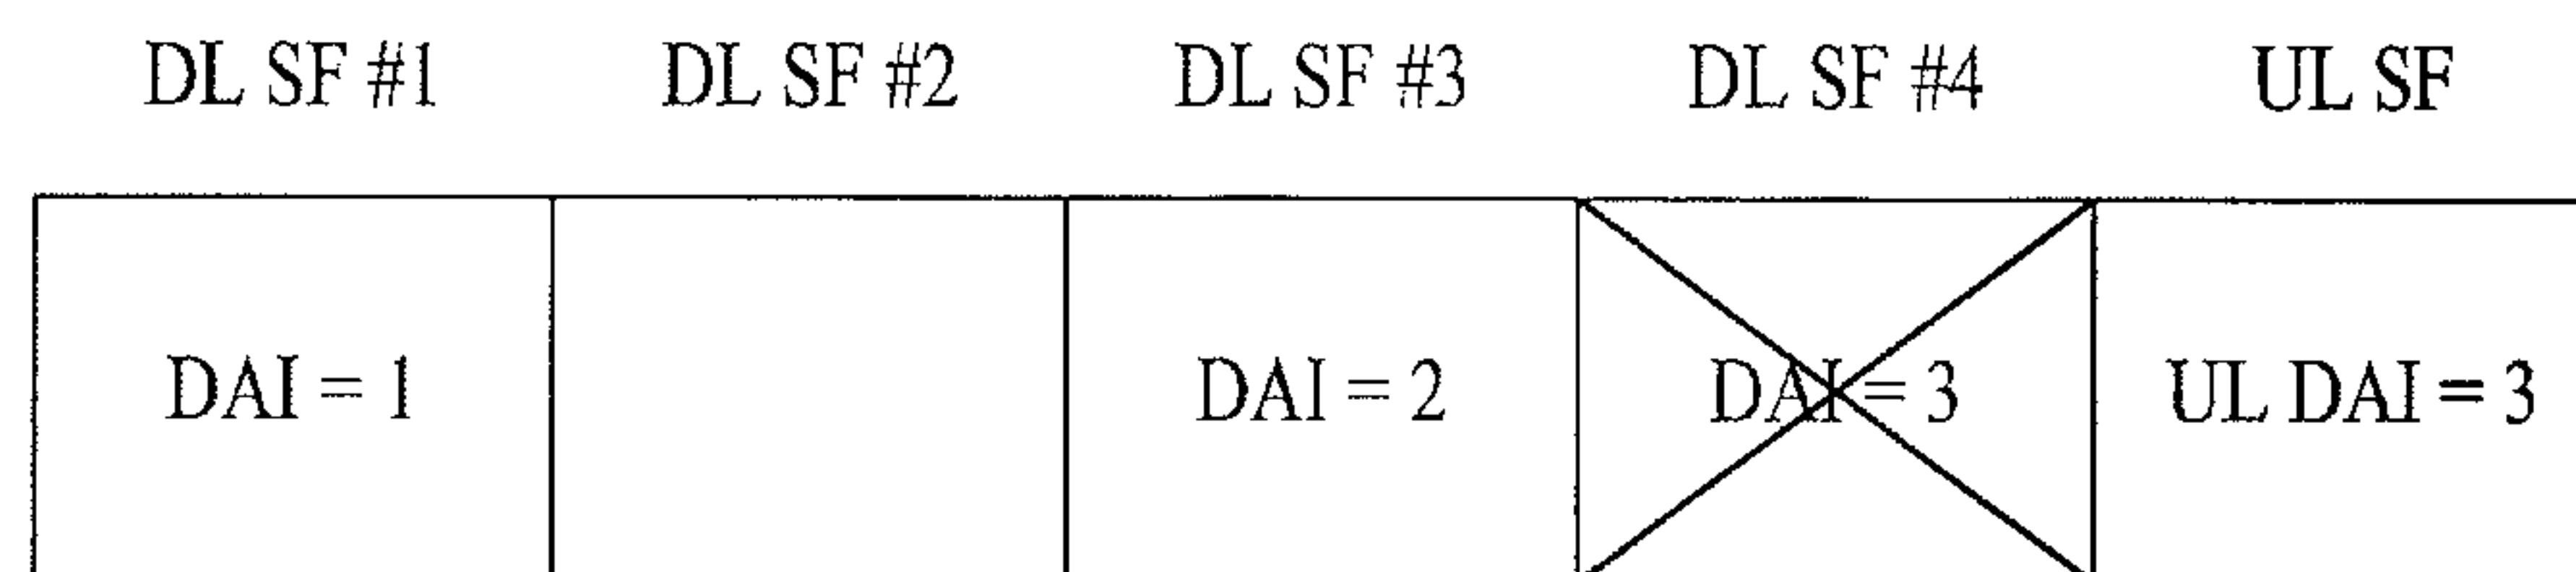 DL SF #1 DL SF #2 DL SF #3 DL SF #4 UL SF
DAI = 1 DAI = 2 DAI = 3 UL DAI = 3